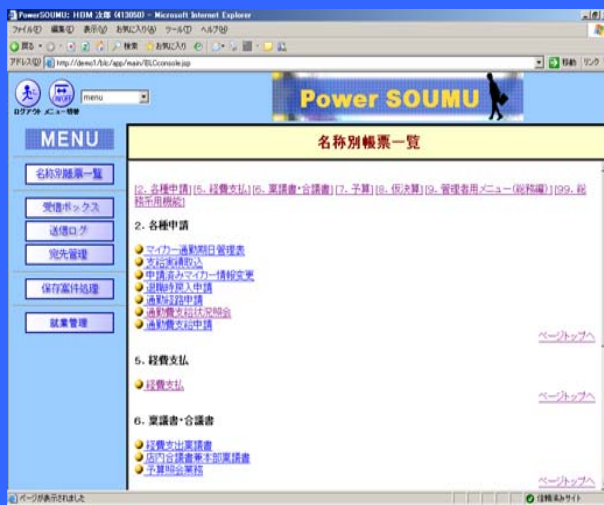 PowerSOUMU: HDM 次郎 (413050) - Microsoft Internet Explorer
ファイル(F) 編集(E) 表示(V) お気に入り(A) ツール(T) ヘルプ(H)
戻る 検索 お気に入り
アドレス(D) http://demo1/blc/app/main/BLCconsole.jsp 移動 リンク
ログアウト メニュー切替 menu
Power SOUMU
MENU
名称別帳票一覧
受信ボックス
送信ログ
宛先管理
保存案件処理
就業管理
名称別帳票一覧
[2. 各種申請][5. 経費支払][6. 稟議書・合議書][7. 予算][8. 仮決算][9. 管理者用メニュー(総務編)][99. 総
務系用機能]
2. 各種申請
マイカー通勤期日管理表
支給実績取込
申請済みマイカー情報変更
退職時戻入申請
通勤経路申請
通勤費支給状況照会
通勤費支給申請
ページトップへ
5. 経費支払
経費支払
ページトップへ
6. 稟議書・合議書
経費支出稟議書
店内合議書兼本部稟議書
予算照会業務
ページトップへ
ページが表示されました
信頼済みサイト